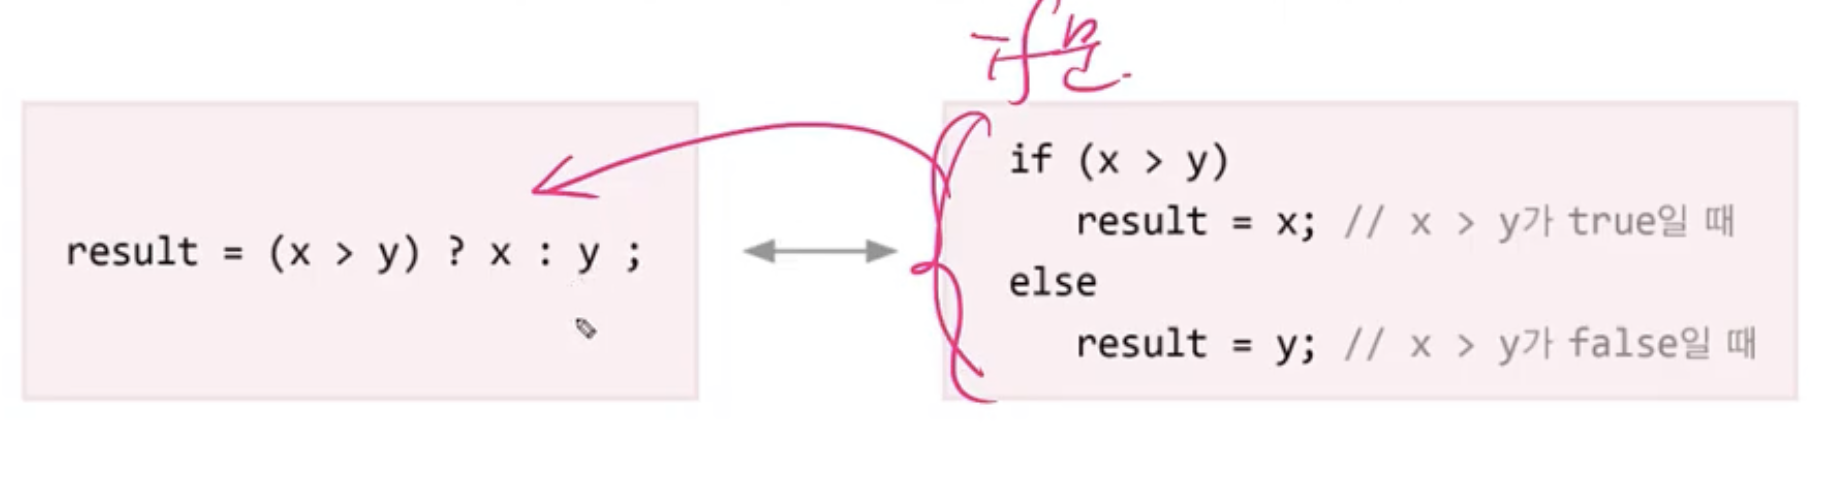 if문.
result = (x > y) ? x : y ;
if (x > y)
result = x; // x > y가 true일 때
else
result = y; // x > y가 false일 때